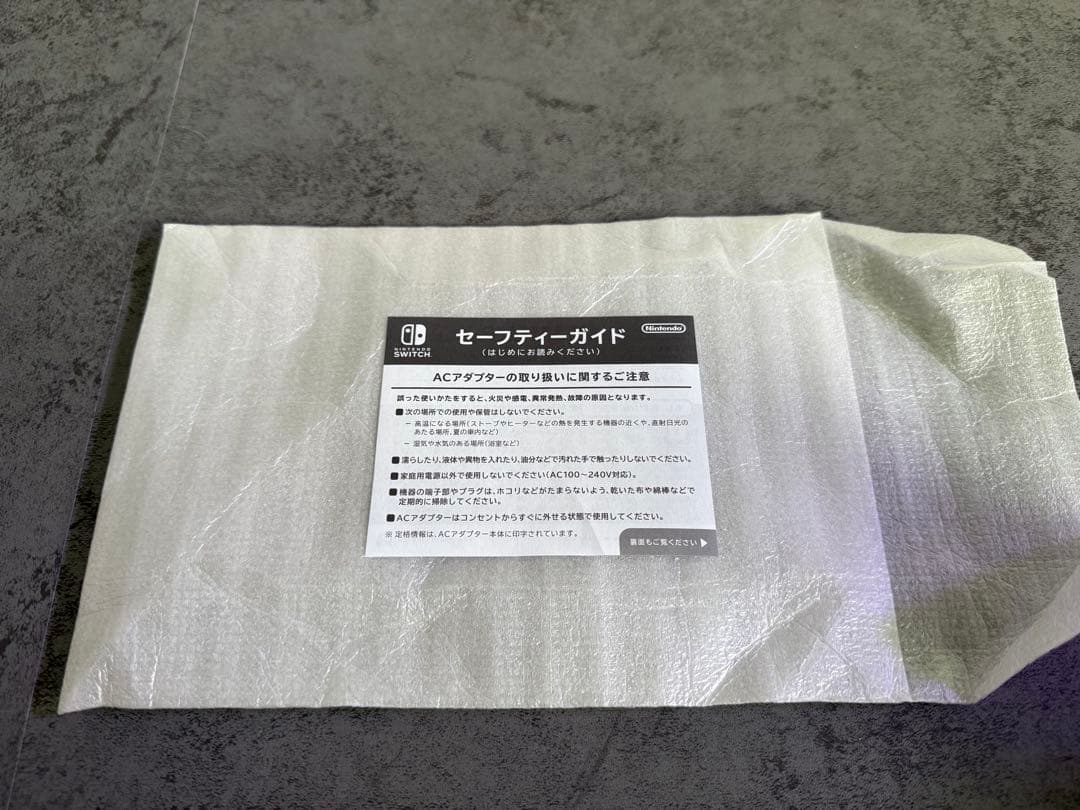 NINTENDO
SWITCH
セーフティーガイド
(はじめにお読みください)
Nintendo
ACアダプターの取り扱いに関するご注意
誤った使いかたをすると、火災や感電、異常発熱、故障の原因となります。
■次の場所での使用や保管はしないでください。
− 高温になる場所(ストーブやヒーターなどの熱を発生する機器の近くや、直射日光の
あたる場所、夏の車内など)
− 湿気や水気のある場所(浴室など)
■濡らしたり、液体や異物を入れたり、油分などで汚れた手で触ったりしないでください。
■家庭用電源以外で使用しないでください(AC100～240V対応)。
■機器の端子部やプラグは、ホコリなどがたまらないよう、乾いた布や綿棒などで
定期的に掃除してください。
■ACアダプターはコンセントからすぐに外せる状態で使用してください。
※ 定格情報は、ACアダプター本体に印字されています。
裏面もご覧ください ▶